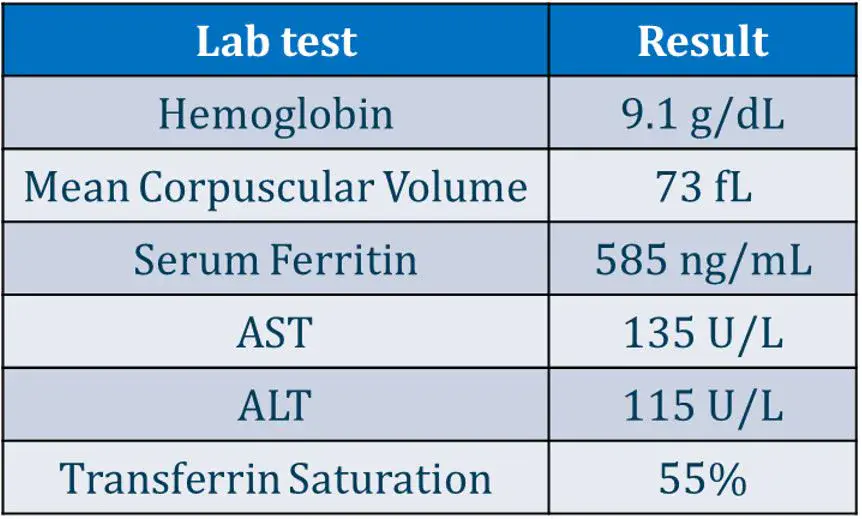 Lab test Result
Hemoglobin 9.1 g/dL
Mean Corpuscular Volume 73 fL
Serum Ferritin 585 ng/mL
AST 135 U/L
ALT 115 U/L
Transferrin Saturation 55%